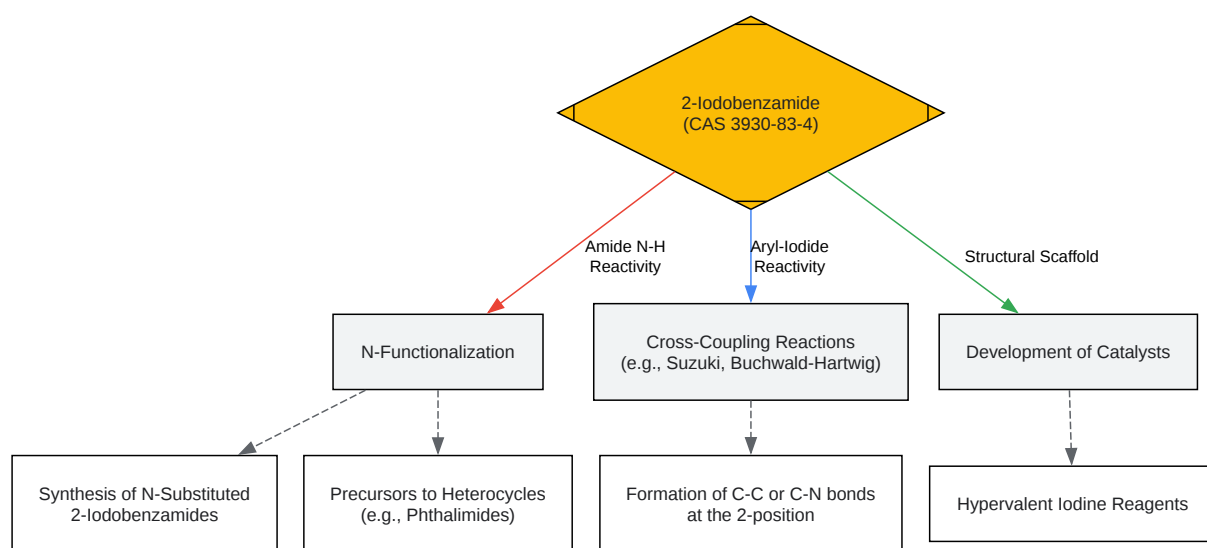 2-Iodobenzamide
(CAS 3930-83-4)
Amide N-H
Reactivity
Aryl-Iodide
Reactivity
Structural Scaffold
N-Functionalization
Cross-Coupling Reactions
(e.g., Suzuki, Buchwald-Hartwig)
Development of Catalysts
Synthesis of N-Substituted
2-Iodobenzamides
Precursors to Heterocycles
(e.g., Phthalimides)
Formation of C-C or C-N bonds
at the 2-position
Hypervalent Iodine Reagents